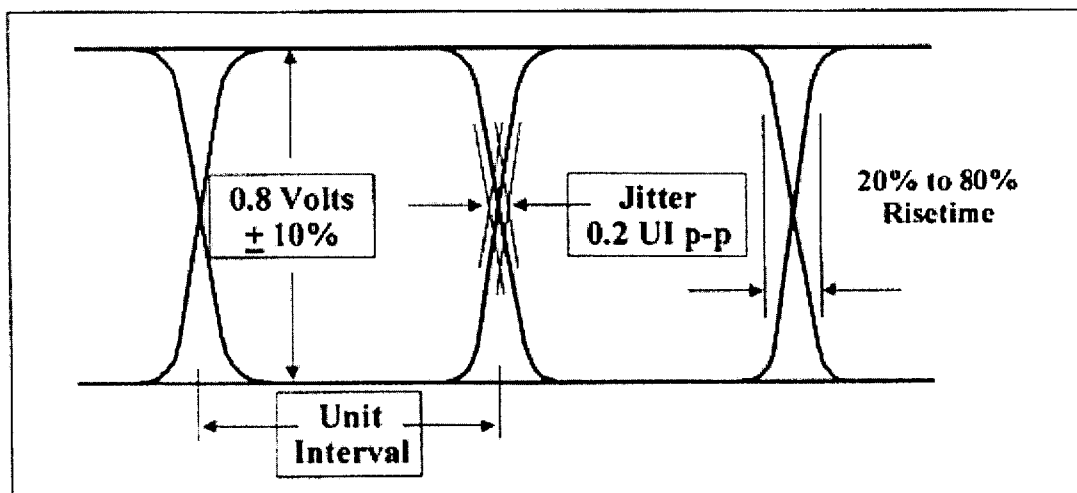 0.8 Volts
± 10%
Jitter
0.2 UI p-p
20% to 80%
Risetime
Unit
Interval